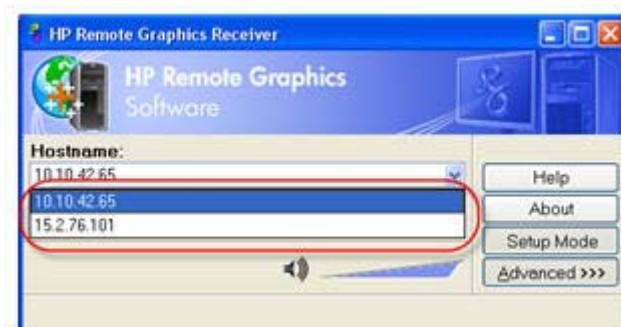 HP Remote Graphics Receiver
HP Remote Graphics
Software
Hostname:
10.10.42.65
10.10.42.65
15.2.76.101
Help
About
Setup Mode
Advanced >>>